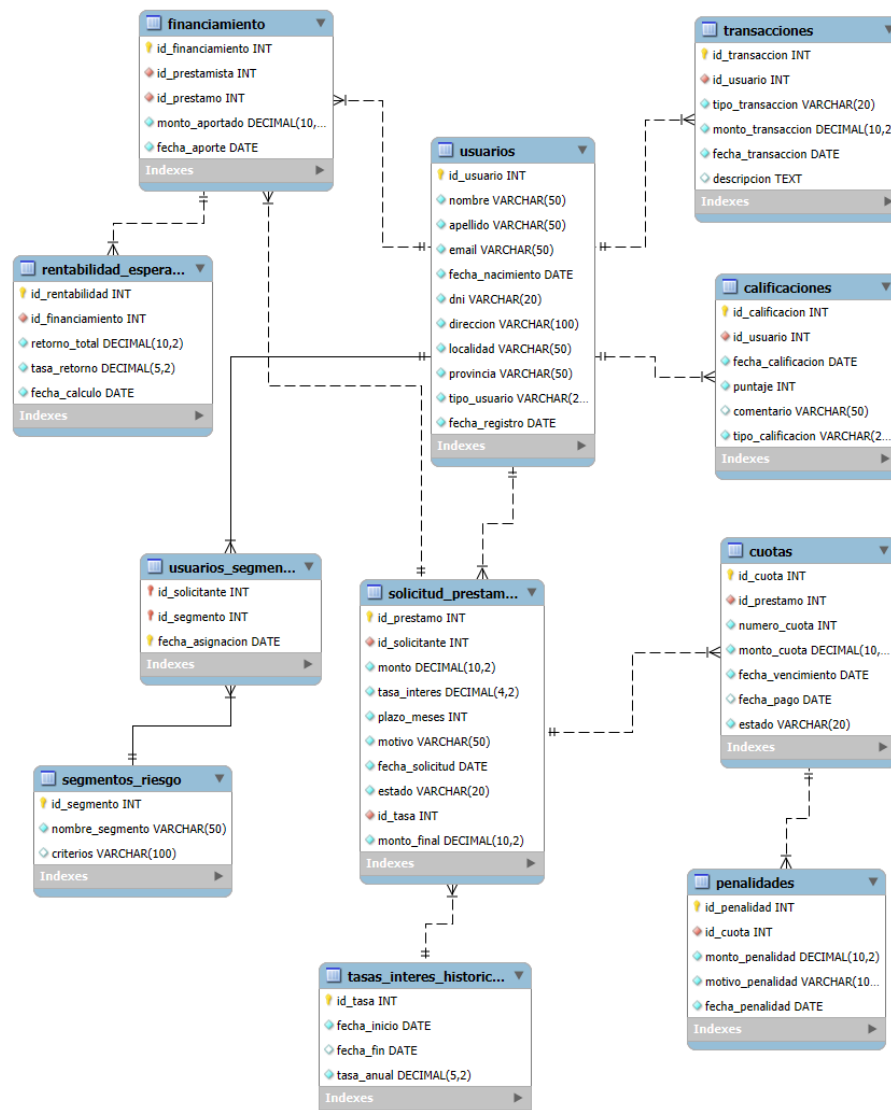 financiamiento
id_financiamiento INT
id_prestamista INT
id_prestamo INT
monto_aportado DECIMAL(10,...
fecha_aporte DATE
Indexes
transacciones
id_transaccion INT
id_usuario INT
tipo_transaccion VARCHAR(20)
monto_transaccion DECIMAL(10,2
fecha_transaccion DATE
descripcion TEXT
Indexes
usuarios
id_usuario INT
nombre VARCHAR(50)
apellido VARCHAR(50)
email VARCHAR(50)
fecha_nacimiento DATE
dni VARCHAR(20)
direccion VARCHAR(100)
localidad VARCHAR(50)
provincia VARCHAR(50)
tipo_usuario VARCHAR(2...
fecha_registro DATE
Indexes
rentabilidad_espera...
id_rentabilidad INT
id_financiamiento INT
retorno_total DECIMAL(10,2)
tasa_retorno DECIMAL(5,2)
fecha_calculo DATE
Indexes
calificaciones
id_calificacion INT
id_usuario INT
fecha_calificacion DATE
puntaje INT
comentario VARCHAR(50)
tipo_calificacion VARCHAR(2...
Indexes
usuarios_segmen...
id_solicitante INT
id_segmento INT
fecha_asignacion DATE
Indexes
solicitud_prestam...
id_prestamo INT
id_solicitante INT
monto DECIMAL(10,2)
tasa_interes DECIMAL(4,2)
plazo_meses INT
motivo VARCHAR(50)
fecha_solicitud DATE
estado VARCHAR(20)
id_tasa INT
monto_final DECIMAL(10,2)
Indexes
cuotas
id_cuota INT
id_prestamo INT
numero_cuota INT
monto_cuota DECIMAL(10,...
fecha_vencimiento DATE
fecha_pago DATE
estado VARCHAR(20)
Indexes
segmentos_riesgo
id_segmento INT
nombre_segmento VARCHAR(50)
criterios VARCHAR(100)
Indexes
penalidades
id_penalidad INT
id_cuota INT
monto_penalidad DECIMAL(10,2)
motivo_penalidad VARCHAR(10...
fecha_penalidad DATE
Indexes
tasas_interes_historic...
id_tasa INT
fecha_inicio DATE
fecha_fin DATE
tasa_anual DECIMAL(5,2)
Indexes